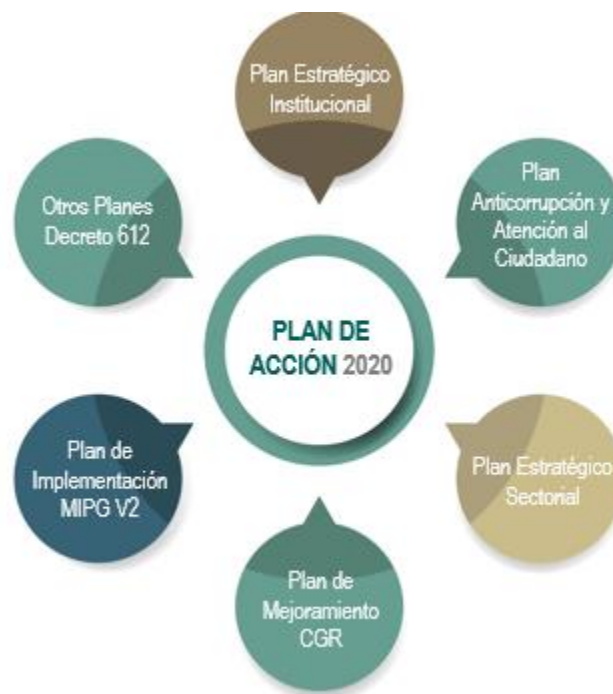 Plan Estratégico
Institucional
Plan
Anticorrupción y
Atención al
Ciudadano
Plan Estratégico
Sectorial
Plan de
Mejoramiento
CGR
Plan de
Implementación
MIPG V2
Otros Planes
Decreto 612
PLAN DE
ACCIÓN 2020